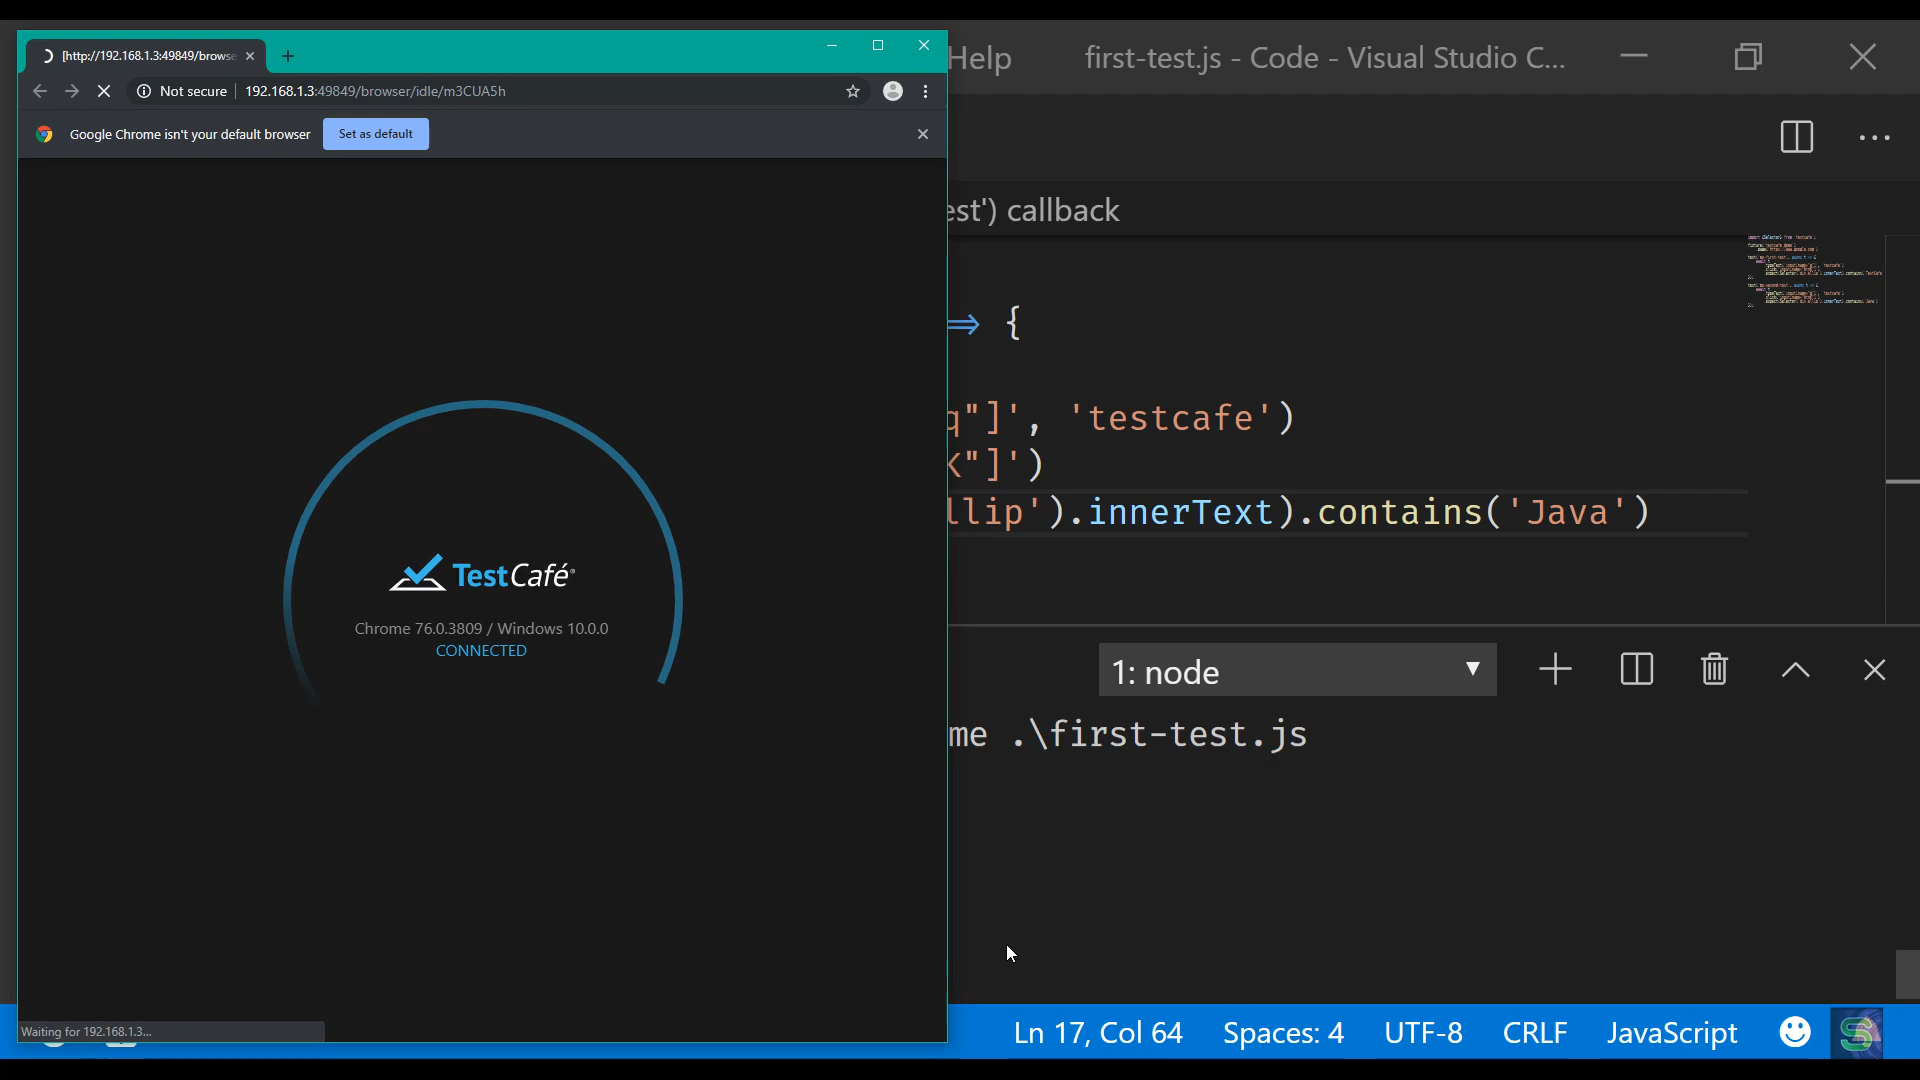 [http://192.168.1.3:49849/browse
Not secure
192.168.1.3:49849/browser/idle/m3CUA5h
Google Chrome isn't your default browser
Set as default
TestCafé
Chrome 76.0.3809 / Windows 10.0.0
CONNECTED
Waiting for 192.168.1.3...
Help
first-test.js - Code - Visual Studio C...
est') callback
=> {
q"]', 'testcafe')
K"]')
llip').innerText).contains('Java')
1: node
me .\first-test.js
Ln 17, Col 64
Spaces: 4
UTF-8
CRLF
JavaScript